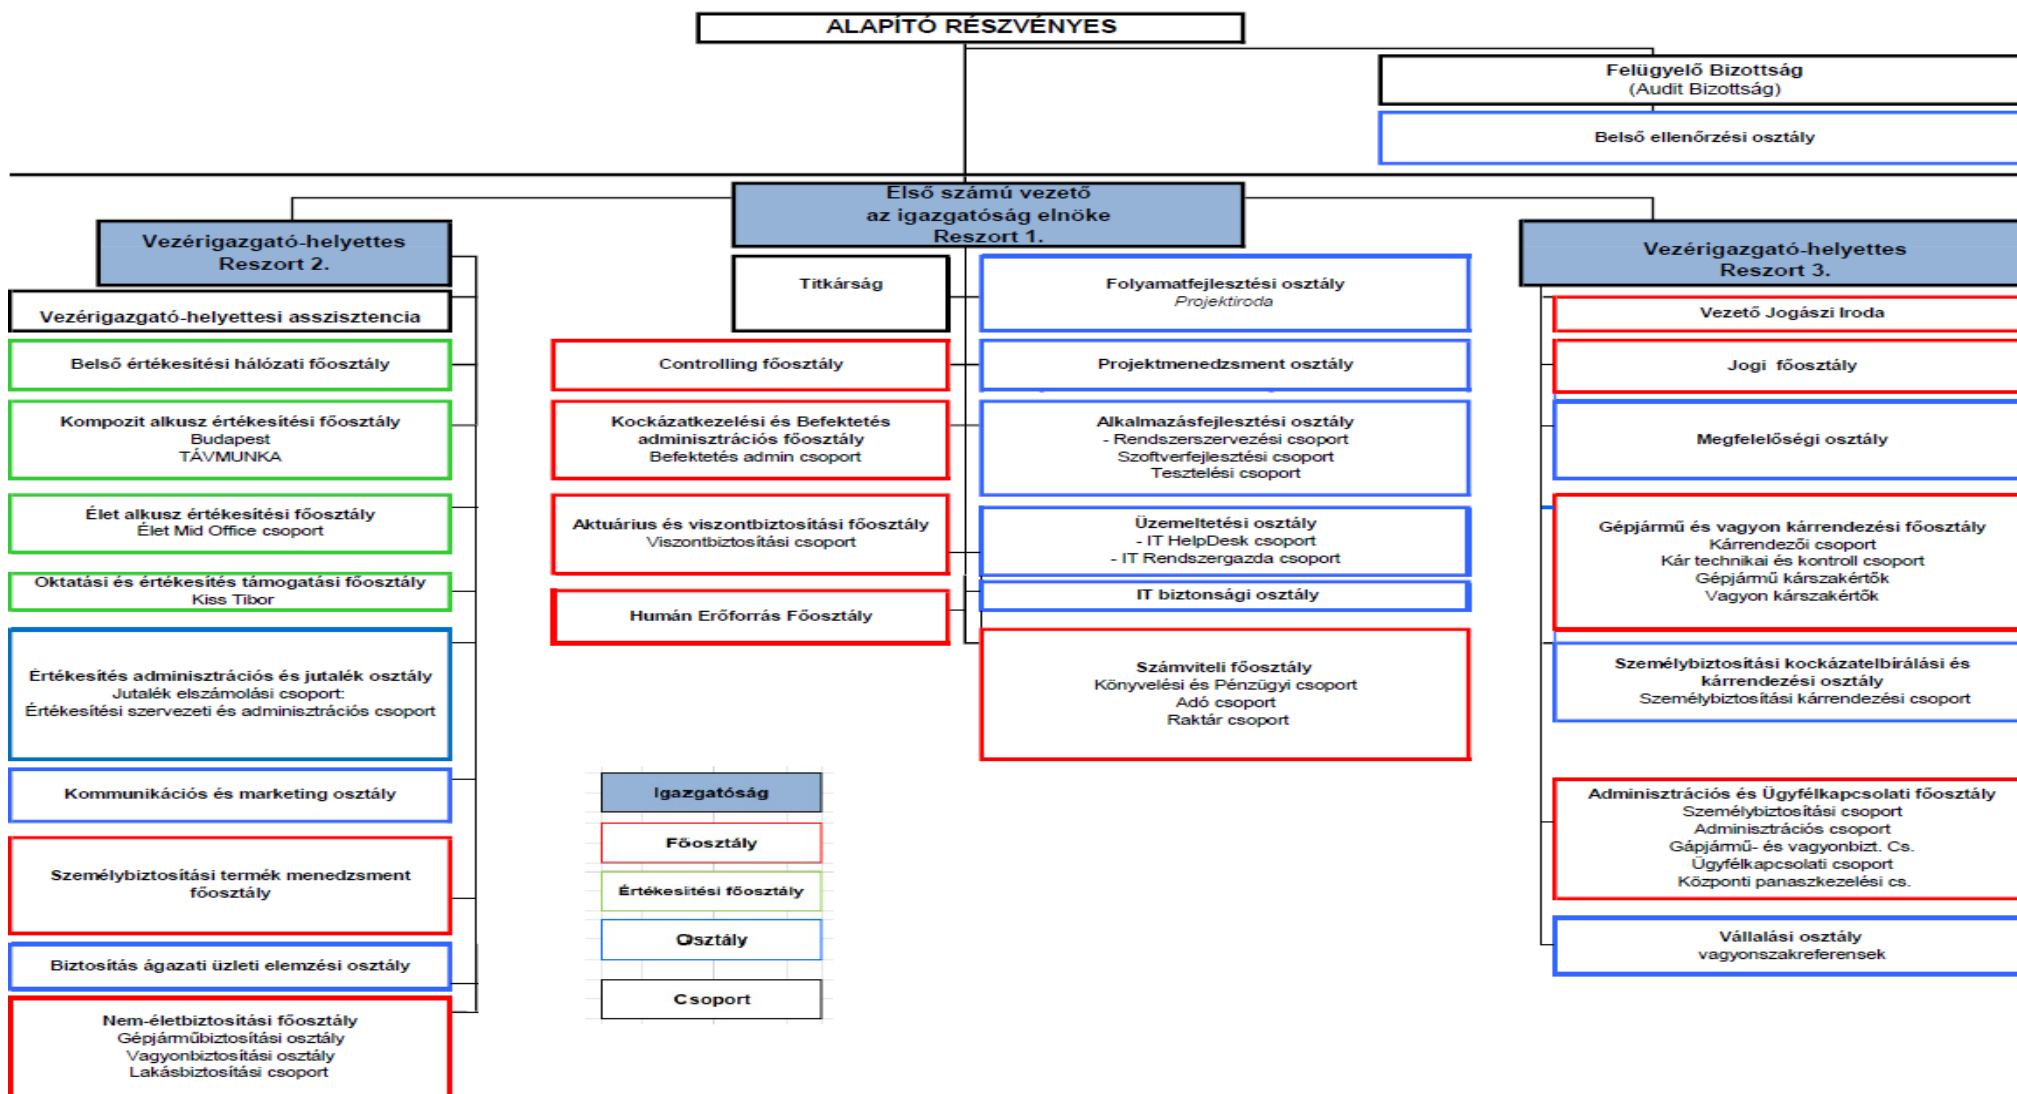 ALAPÍTÓ RÉSZVÉNYES
Felügyelő Bizottság
(Audit Bizottság)
Belső ellenőrzési osztály
Első számú vezető
az igazgatóság elnöke
Reszort 1.
Vezérigazgató-helyettes
Reszort 2.
Vezérigazgató-helyettesi asszisztencia
Belső értékesítési hálózati főosztály
Kompozit alkusz értékesítési főosztály
Budapest
TÁVMUNKA
Élet alkusz értékesítési főosztály
Élet Mid Office csoport
Oktatási és értékesítés támogatási főosztály
Kiss Tibor
Értékesítés adminisztrációs és jutalék osztály
Jutalék elszámolási csoport:
Értékesítési szervezeti és adminisztrációs csoport
Kommunikációs és marketing osztály
Személybiztosítási termék menedzsment
főosztály
Biztosítás ágazati üzleti elemzési osztály
Nem-életbiztosítási főosztály
Gépjárműbiztosítási osztály
Vagyonbiztosítási osztály
Lakásbiztosítási csoport
Titkárság
Controlling főosztály
Kockázatkezelési és Befektetés
adminisztrációs főosztály
Befektetés admin csoport
Aktuárius és viszontbiztosítási főosztály
Viszontbiztosítási csoport
Humán Erőforrás Főosztály
Folyamatfejlesztési osztály
Projektiroda
Projektmenedzsment osztály
Alkalmazásfejlesztési osztály
- Rendszerszervezési csoport
Szoftverfejlesztési csoport
Tesztelési csoport
Üzemeltetési osztály
- IT HelpDesk csoport
- IT Rendszergazda csoport
IT biztonsági osztály
Számviteli főosztály
Könyvelési és Pénzügyi csoport
Adó csoport
Raktár csoport
Igazgatóság
Főosztály
Értékesítési főosztály
Osztály
Csoport
Vezérigazgató-helyettes
Reszort 3.
Vezető Jogászi Iroda
Jogi főosztály
Megfelelőségi osztály
Gépjármű és vagyon kárrendezési főosztály
Kárrendezői csoport
Kár technikai és kontroll csoport
Gépjármű kárszakértők
Vagyon kárszakértők
Személybiztosítási kockázatelbírálási és
kárrendezési osztály
Személybiztosítási kárrendezési csoport
Adminisztrációs és Ügyfélkapcsolati főosztály
Személybiztosítási csoport
Adminisztrációs csoport
Gápjármű- és vagyonbizt. Cs.
Ügyfélkapcsolati csoport
Központi panaszkezelési cs.
Vállalási osztály
vagyonszakreferensek